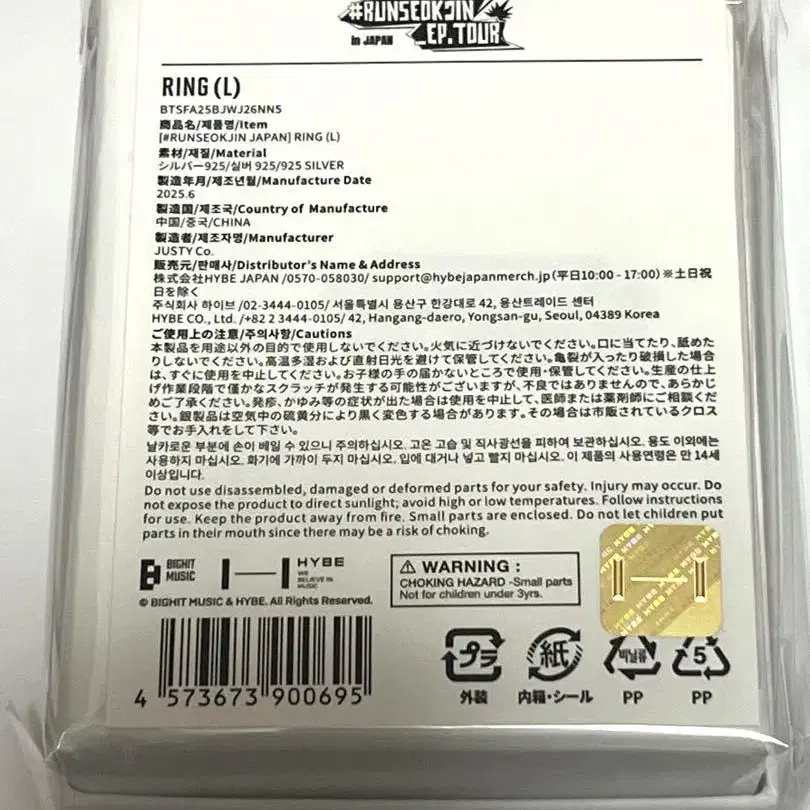 #RUNSEOKJIN
in JAPAN
EP.TOUR
RING (L)
BTSFA25BJWJ26NN5
商品名/제품명/Item
[#RUNSEOKJIN JAPAN] RING (L)
素材/재질/Material
シルバー925/실버 925/925 SILVER
製造年月/제조년월/Manufacture Date
2025.6
製造国/제조국/Country of Manufacture
中国/중국/CHINA
製造者/제조자명/Manufacturer
JUSTY Co.
販売元/판매사/Distributor's Name & Address
株式会社HYBE JAPAN /0570-058030/ support@hybejapanmerch.jp (平日10:00 - 17:00) ※土日祝
日を除く
주식회사 하이브 /02-3444-0105/ 서울특별시 용산구 한강대로 42, 용산트레이드 센터
HYBE CO., Ltd. /+82 2 3444-0105/ 42, Hangang-daero, Yongsan-gu, Seoul, 04389 Korea
ご使用上の注意/주의사항/Cautions
本製品を用途以外の目的で使用しないでください。火気に近づけないでください。口に当てたり、舐めた
りしないでください。高温多湿および直射日光を避けて保管してください。亀裂が入ったり破損した場合
は、すぐに使用を中止してください。お子様の手の届かないところで使用・保管してください。生産の仕上
げ作業段階で僅かなスクラッチが発生する可能性がございますが、不良ではありませんので、あらかじ
めご了承ください。発疹、かゆみ等の症状が出た場合は使用を中止して、医師または薬剤師にご相談くださ
い。銀製品は空気中の硫黄分により黒く変色する場合があります。その場合は市販されているクロス
等でお手入れをして下さい。
날카로운 부분에 손이 베일 수 있으니 주의하십시오. 고온 고습 및 직사광선을 피하여 보관하십시오. 용도 이외에는
사용하지 마십시오. 화기에 가까이 두지 마십시오. 입에 대거나 넣고 빨지 마십시오. 이 제품의 사용연령은 만 14세
이상입니다.
Do not use disassembled, damaged or deformed parts for your safety. Injury may occur. Do
not expose the product to direct sunlight; avoid high or low temperatures. Follow instructions
for use. Keep the product away from fire. Small parts are enclosed. Do not let children put
parts in their mouth since there may be a risk of choking.
BIGHIT
MUSIC
HYBE
WE
BELIEVE IN
MUSIC
© BIGHIT MUSIC & HYBE. All Rights Reserved.
⚠ WARNING :
CHOKING HAZARD -Small parts
Not for children under 3yrs.
4 573673 900695
プラ
外装
紙
内箱・シール
비닐류
PP
5
PP